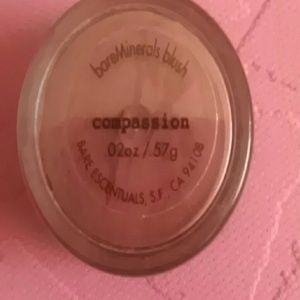 bareMinerals blush
compassion
.02oz / .57g
BARE ESCENTUALS, S.F., CA 94108